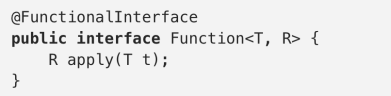 @FunctionalInterface
public interface Function<T, R> {
    R apply(T t);
}